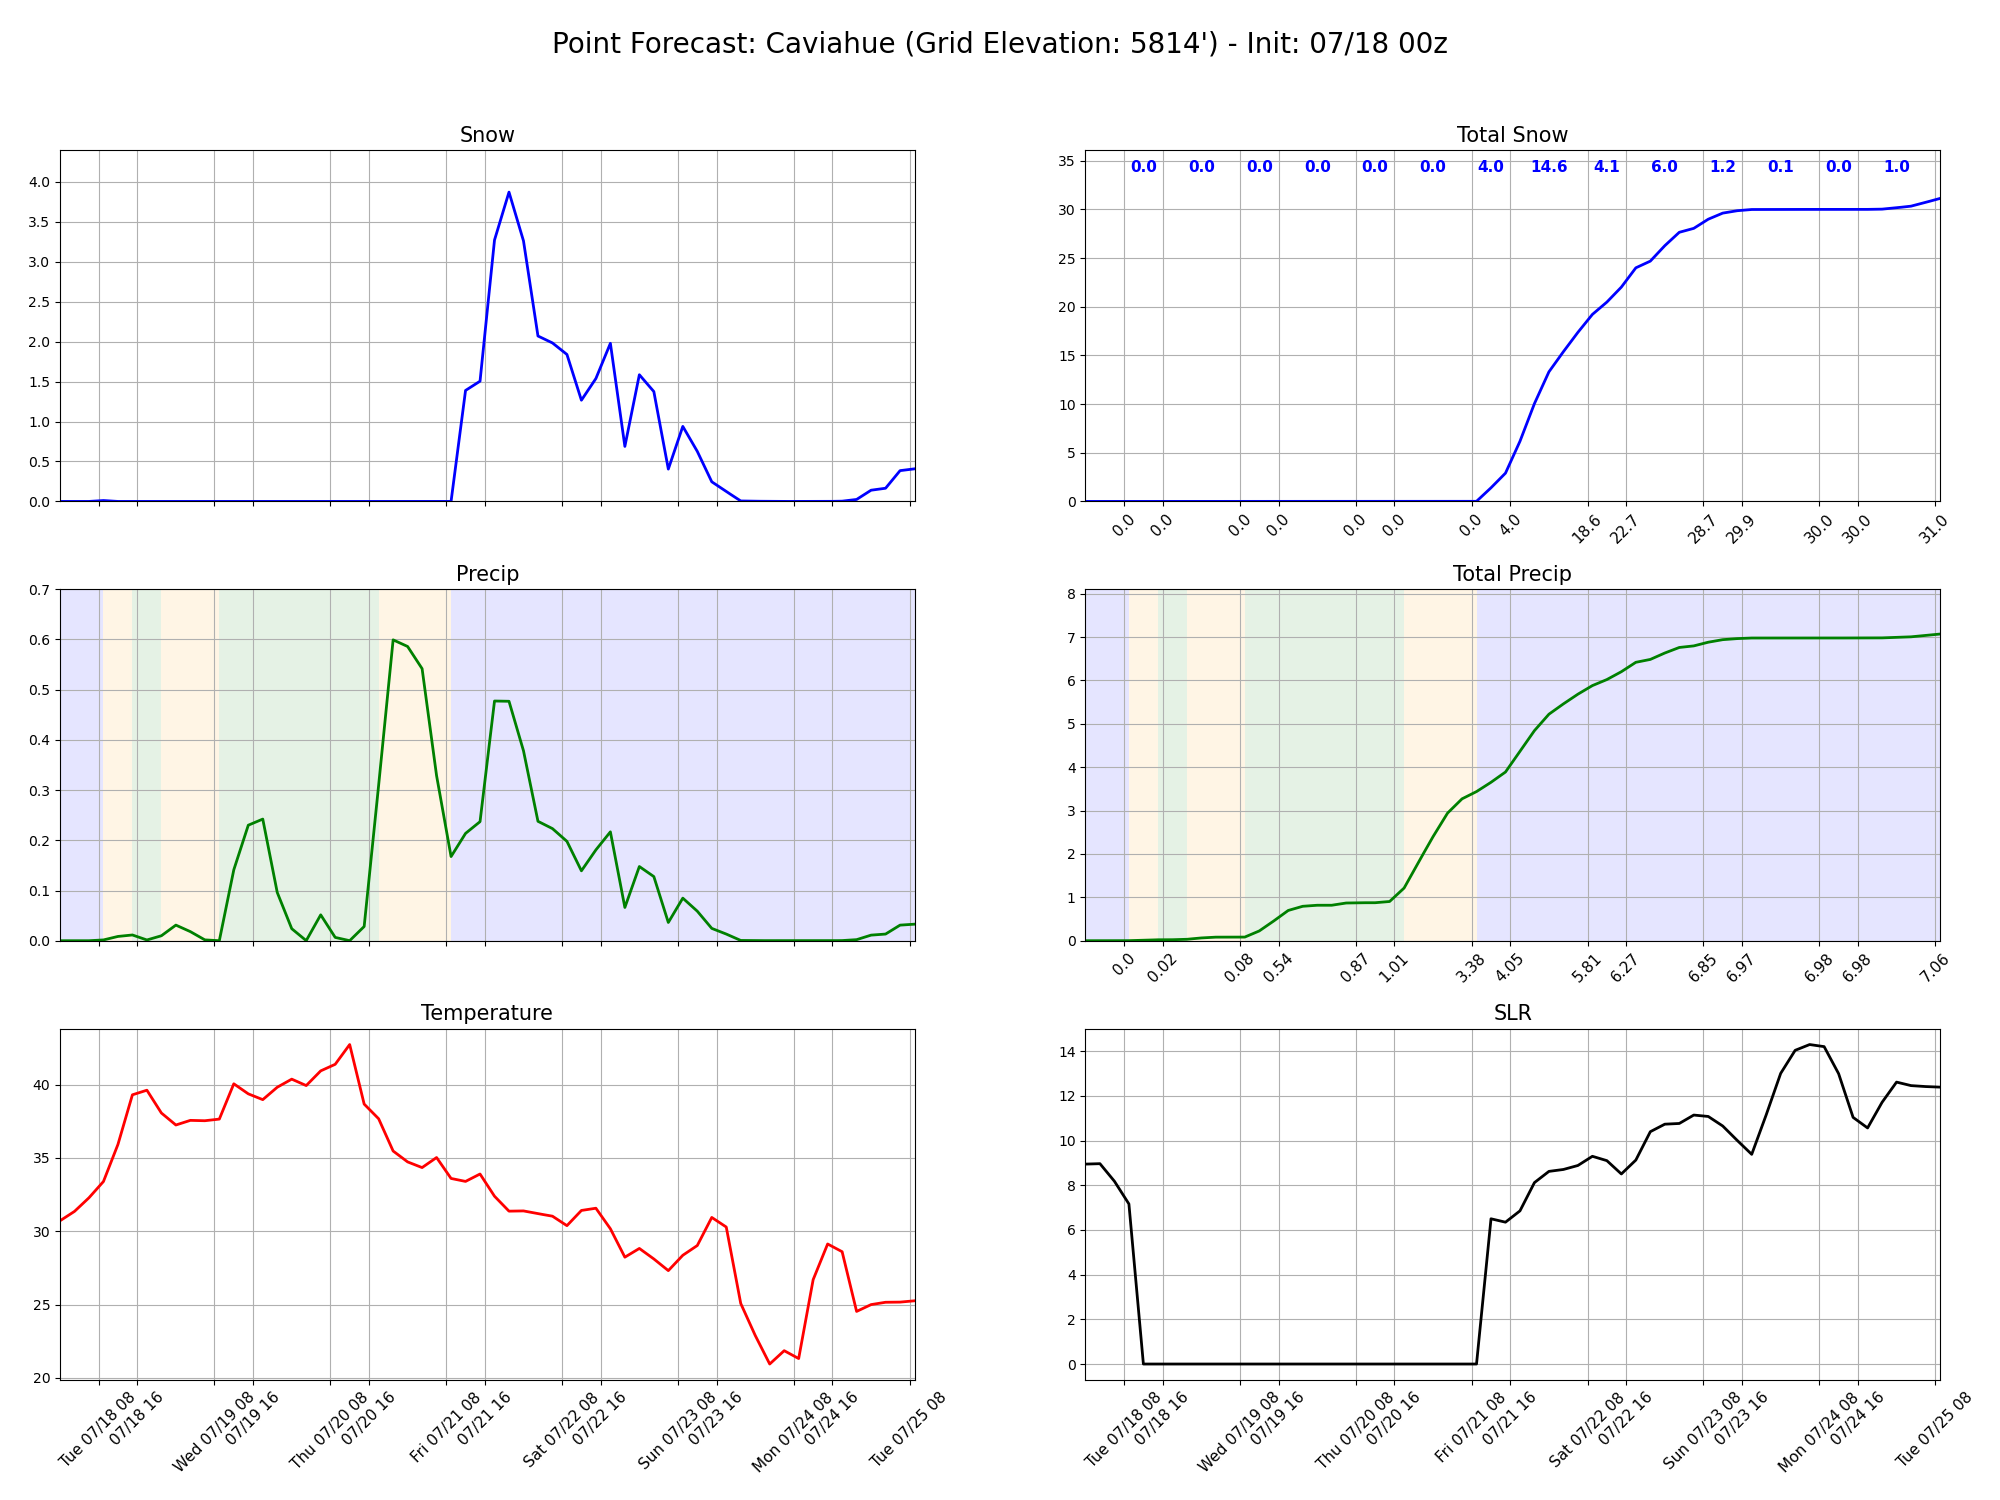 Point Forecast: Caviahue (Grid Elevation: 5814') - Init: 07/18 00z
Snow
4.0
3.5
3.0
2.5
2.0
1.5
1.0
0.5
0.0
Total Snow
0.0 0.0 0.0 0.0 0.0 0.0 4.0 14.6 4.1 6.0 1.2 0.1 0.0 1.0
35
30
25
20
15
10
5
0
0.0 0.0 0.0 0.0 0.0 0.0 0.0 4.0 18.6 22.7 28.7 29.9 30.0 30.0 31.0
Precip
0.7
0.6
0.5
0.4
0.3
0.2
0.1
0.0
Total Precip
8
7
6
5
4
3
2
1
0
0.0 0.02 0.08 0.54 0.87 1.01 3.38 4.05 5.81 6.27 6.85 6.97 6.98 6.98 7.06
Temperature
40
35
30
25
20
Tue 07/18 08
07/18 16
Wed 07/19 08
07/19 16
Thu 07/20 08
07/20 16
Fri 07/21 08
07/21 16
Sat 07/22 08
07/22 16
Sun 07/23 08
07/23 16
Mon 07/24 08
07/24 16
Tue 07/25 08
SLR
14
12
10
8
6
4
2
0
Tue 07/18 08
07/18 16
Wed 07/19 08
07/19 16
Thu 07/20 08
07/20 16
Fri 07/21 08
07/21 16
Sat 07/22 08
07/22 16
Sun 07/23 08
07/23 16
Mon 07/24 08
07/24 16
Tue 07/25 08